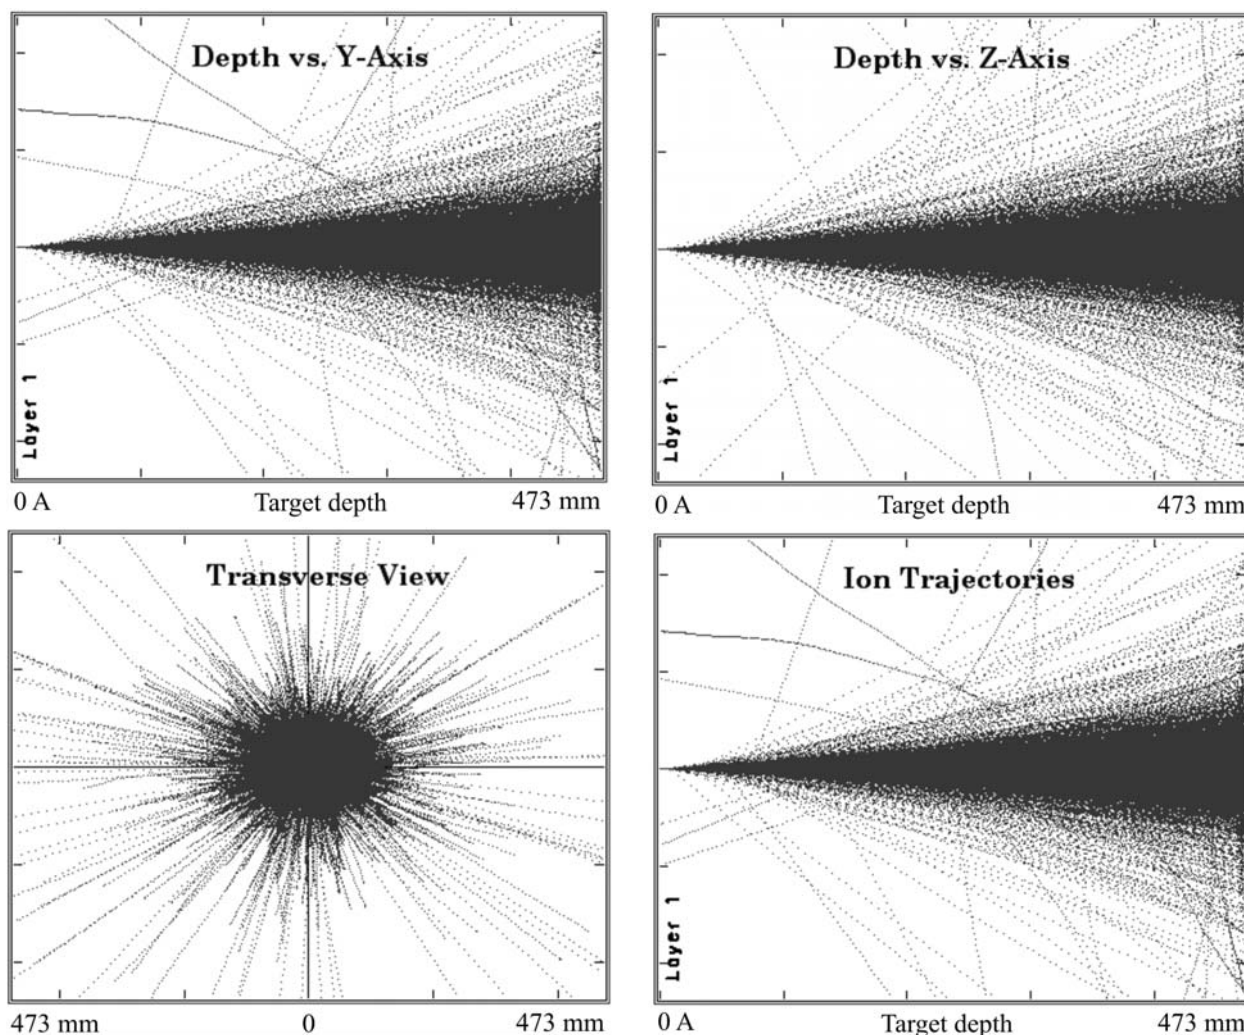 Depth vs. Y-Axis
Layer 1
0 A Target depth 473 mm
Depth vs. Z-Axis
Layer 1
0 A Target depth 473 mm
Transverse View
473 mm 0 473 mm
Ion Trajectories
Layer 1
0 A Target depth 473 mm